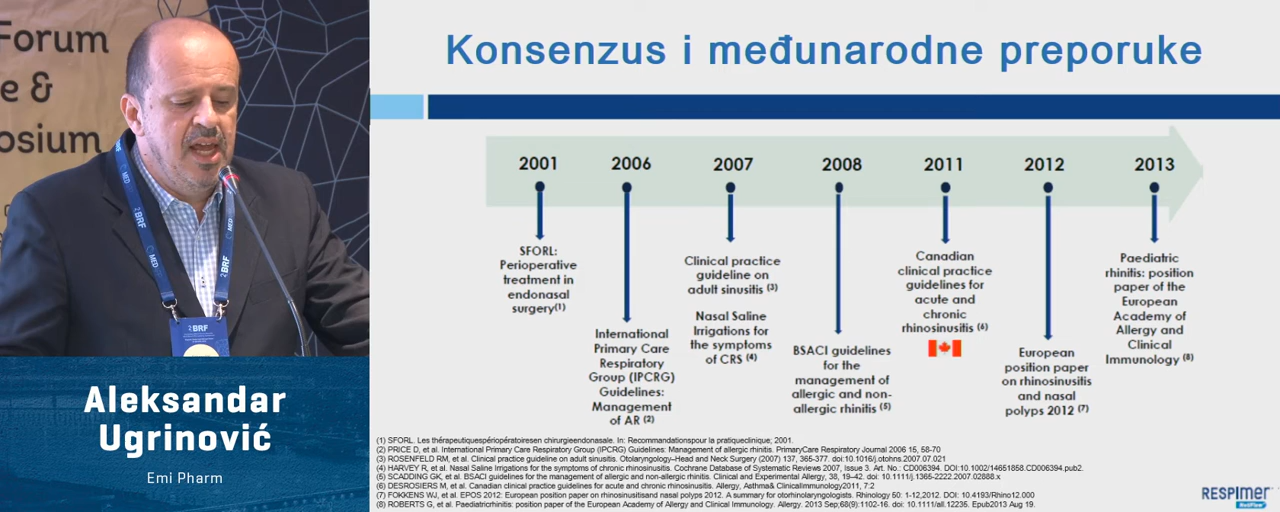 Forum
e &
osium
MED
²BRF
MED
BRF
MED
²BRF
Aleksandar
Ugrinović
Emi Pharm
Konsenzus i međunarodne preporuke
2001
2006
2007
2008
2011
2012
2013
SFORL:
Perioperative
treatment in
endonasal
surgery(1)
International
Primary Care
Respiratory
Group (IPCRG)
Guidelines:
Management
of AR (2)
Clinical practice
guideline on
adult sinusitis (3)
Nasal Saline
Irrigations for
the symptoms
of CRS (4)
BSACI guidelines
for the
management of
allergic and non-
allergic rhinitis (5)
Canadian
clinical practice
guidelines for
acute and
chronic
rhinosinusitis (6)
European
position paper
on rhinosinusitis
and nasal
polyps 2012 (7)
Paediatric
rhinitis: position
paper of the
European
Academy of
Allergy and
Clinical
Immunology (8)
(1) SFORL. Les thérapeutiquespériopératoiresen chirurgieendonasale. In: Recommandationspour la pratiqueclinique; 2001.
(2) PRICE D, et al. International Primary Care Respiratory Group (IPCRG) Guidelines: Management of allergic rhinitis. PrimaryCare Respiratory Journal 2006 15, 58-70
(3) ROSENFELD RM, et al. Clinical practice guideline on adult sinusitis. Otolaryngology–Head and Neck Surgery (2007) 137, 365-377. doi:10.1016/j.otohns.2007.07.021
(4) HARVEY R, et al. Nasal Saline Irrigations for the symptoms of chronic rhinosinusitis. Cochrane Database of Systematic Reviews 2007, Issue 3. Art. No.: CD006394. DOI:10.1002/14651858.CD006394.pub2.
(5) SCADDING GK, et al. BSACI guidelines for the management of allergic and non-allergic rhinitis. Clinical and Experimental Allergy, 38, 19–42. doi: 10.1111/j.1365-2222.2007.02888.x
(6) DESROSIERS M, et al. Canadian clinical practice guidelines for acute and chronic rhinosinusitis. Allergy, Asthma& ClinicalImmunology2011, 7:2
(7) FOKKENS WJ, et al. EPOS 2012: European position paper on rhinosinusitisand nasal polyps 2012. A summary for otorhinolaryngologists. Rhinology 50: 1-12,2012. DOI: 10.4193/Rhino12.000
(8) ROBERTS G, et al. Paediatricrhinitis: position paper of the European Academy of Allergy and Clinical Immunology. Allergy. 2013 Sep;68(9):1102-16. doi: 10.1111/all.12235. Epub2013 Aug 19.
RESPIMER